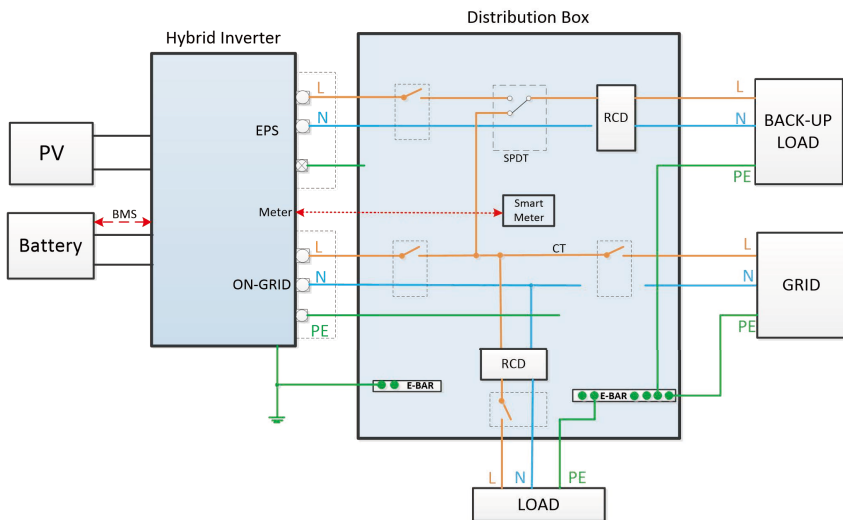 Distribution Box
Hybrid Inverter
L
EPS
N
SPDT
RCD
L
N
PE
BACK-UP
LOAD
PV
BMS
Battery
Meter
Smart
Meter
L
ON-GRID
N
PE
CT
L
N
PE
GRID
RCD
E-BAR
E-BAR
L
N
PE
LOAD